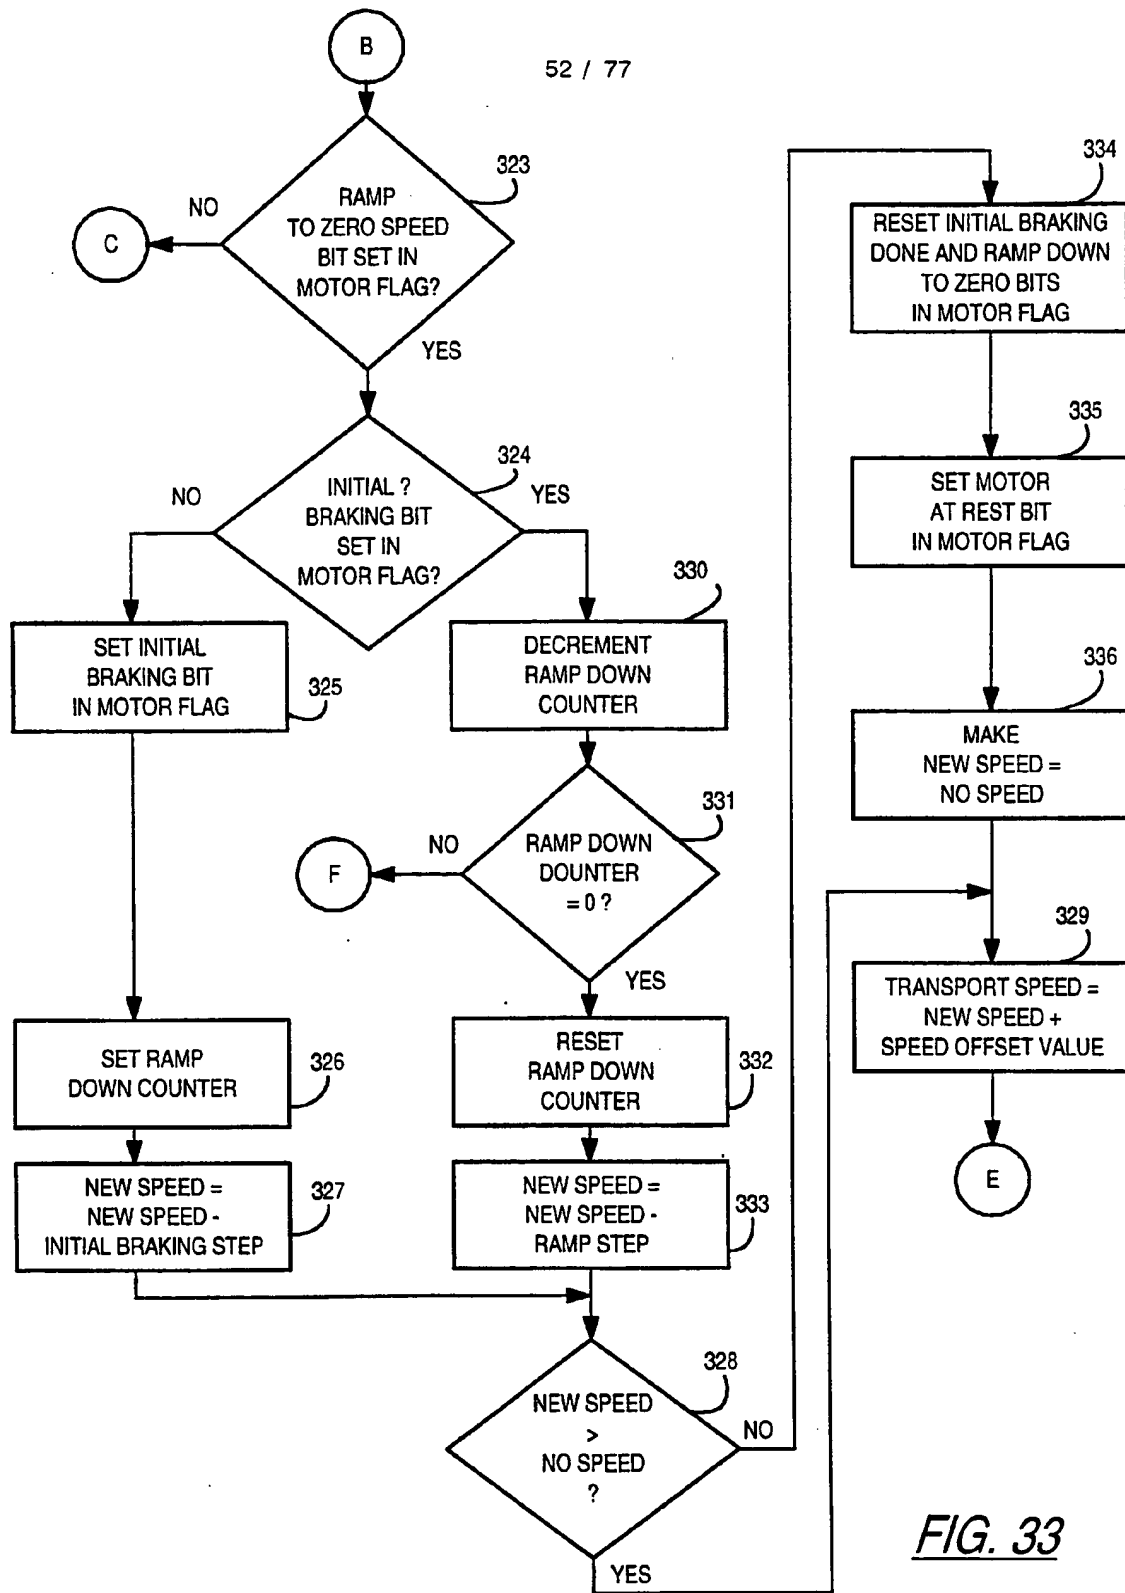 B
52 / 77
323
RAMP
TO ZERO SPEED
BIT SET IN
MOTOR FLAG?
NO
C
YES
324
INITIAL ?
BRAKING BIT
SET IN
MOTOR FLAG?
NO
YES
SET INITIAL
BRAKING BIT
IN MOTOR FLAG
325
330
DECREMENT
RAMP DOWN
COUNTER
331
RAMP DOWN
DOUNTER
= 0 ?
NO
F
YES
SET RAMP
DOWN COUNTER
326
RESET
RAMP DOWN
COUNTER
332
NEW SPEED =
NEW SPEED -
INITIAL BRAKING STEP
327
NEW SPEED =
NEW SPEED -
RAMP STEP
333
328
NEW SPEED
>
NO SPEED
?
NO
YES
334
RESET INITIAL BRAKING
DONE AND RAMP DOWN
TO ZERO BITS
IN MOTOR FLAG
335
SET MOTOR
AT REST BIT
IN MOTOR FLAG
336
MAKE
NEW SPEED =
NO SPEED
329
TRANSPORT SPEED =
NEW SPEED +
SPEED OFFSET VALUE
E
FIG. 33